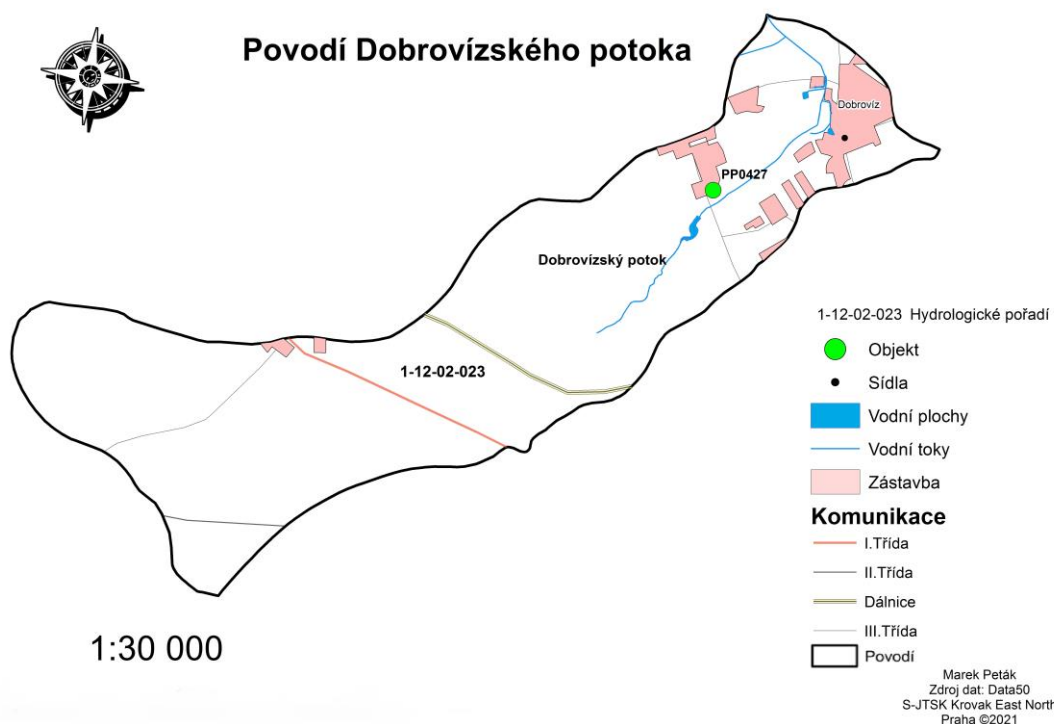 Povodí Dobrovízského potoka
Dobrovíz
PP0427
Dobrovízský potok
1-12-02-023
1-12-02-023 Hydrologické pořadí
Objekt
Sídla
Vodní plochy
Vodní toky
Zástavba
Komunikace
I.Třída
II.Třída
Dálnice
III.Třída
Povodí
1:30 000
Marek Peták
Zdroj dat: Data50
S-JTSK Krovak East North
Praha ©2021